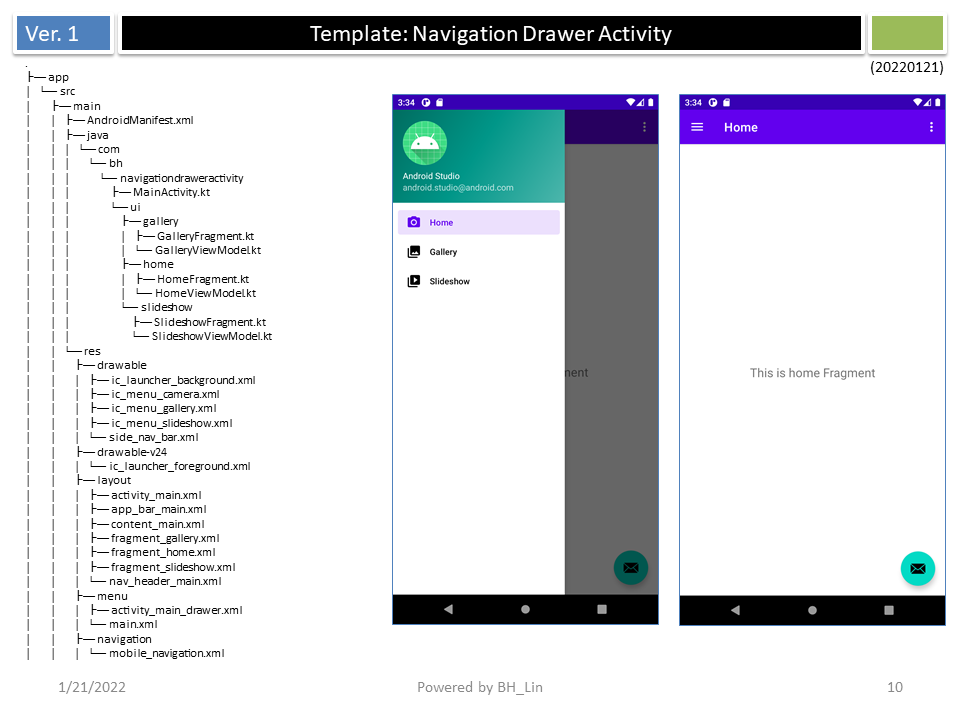 Ver. 1
Template: Navigation Drawer Activity
(20220121)
.
├── app
│   └── src
│       ├── main
│       │   ├── AndroidManifest.xml
│       │   ├── java
│       │   │   └── com
│       │   │       └── bh
│       │   │           └── navigationdraweractivity
│       │   │               ├── MainActivity.kt
│       │   │               └── ui
│       │   │                   ├── gallery
│       │   │                   │   ├── GalleryFragment.kt
│       │   │                   │   └── GalleryViewModel.kt
│       │   │                   ├── home
│       │   │                   │   ├── HomeFragment.kt
│       │   │                   │   └── HomeViewModel.kt
│       │   │                   └── slideshow
│       │   │                       ├── SlideshowFragment.kt
│       │   │                       └── SlideshowViewModel.kt
│       │   └── res
│       │       ├── drawable
│       │       │   ├── ic_launcher_background.xml
│       │       │   ├── ic_menu_camera.xml
│       │       │   ├── ic_menu_gallery.xml
│       │       │   ├── ic_menu_slideshow.xml
│       │       │   └── side_nav_bar.xml
│       │       ├── drawable-v24
│       │       │   └── ic_launcher_foreground.xml
│       │       ├── layout
│       │       │   ├── activity_main.xml
│       │       │   ├── app_bar_main.xml
│       │       │   ├── content_main.xml
│       │       │   ├── fragment_gallery.xml
│       │       │   ├── fragment_home.xml
│       │       │   ├── fragment_slideshow.xml
│       │       │   └── nav_header_main.xml
│       │       ├── menu
│       │       │   ├── activity_main_drawer.xml
│       │       │   └── main.xml
│       │       ├── navigation
│       │       │   └── mobile_navigation.xml
3:34
Android Studio
android.studio@android.com
Home
Gallery
Slideshow
nent
3:34
Home
This is home Fragment
1/21/2022
Powered by BH_Lin
10